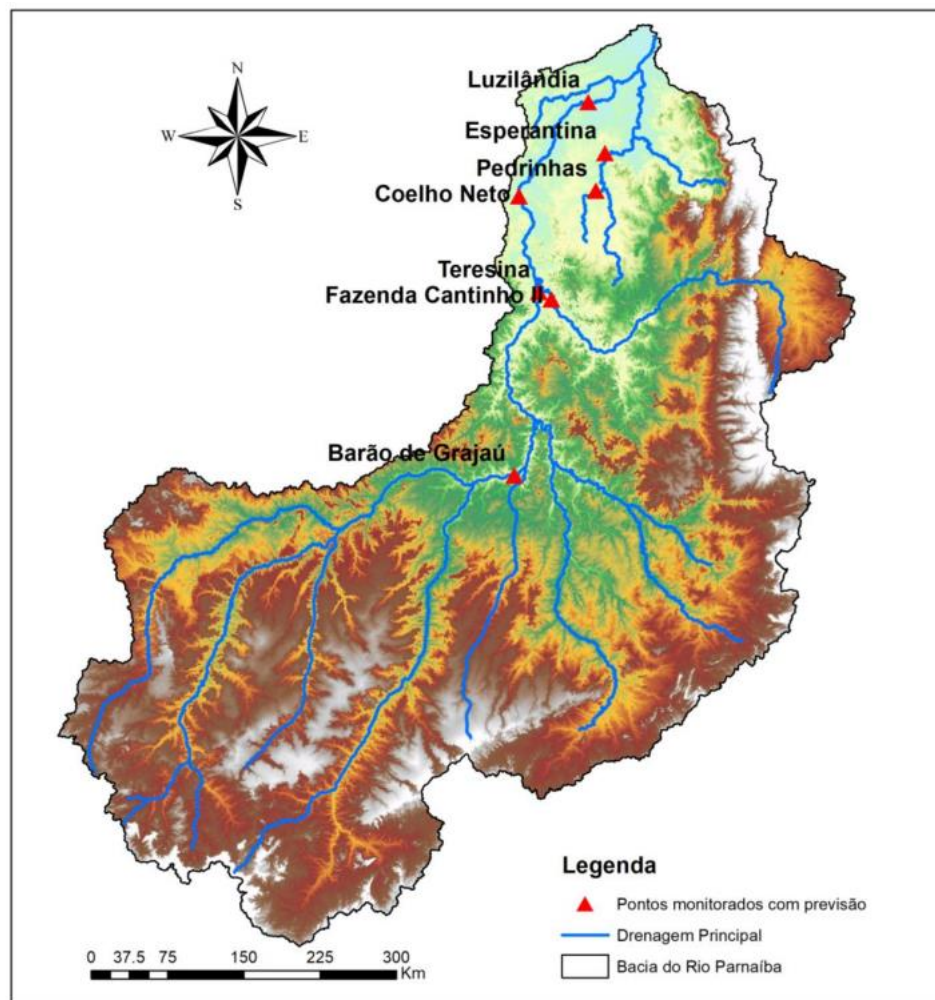 N
W
E
S
Luzilândia
Esperantina
Pedrinhas
Coelho Neto
Teresina
Fazenda Cantinho II
Barão de Grajaú
Legenda
Pontos monitorados com previsão
Drenagem Principal
Bacia do Rio Parnaíba
0 37.5 75 150 225 300
Km